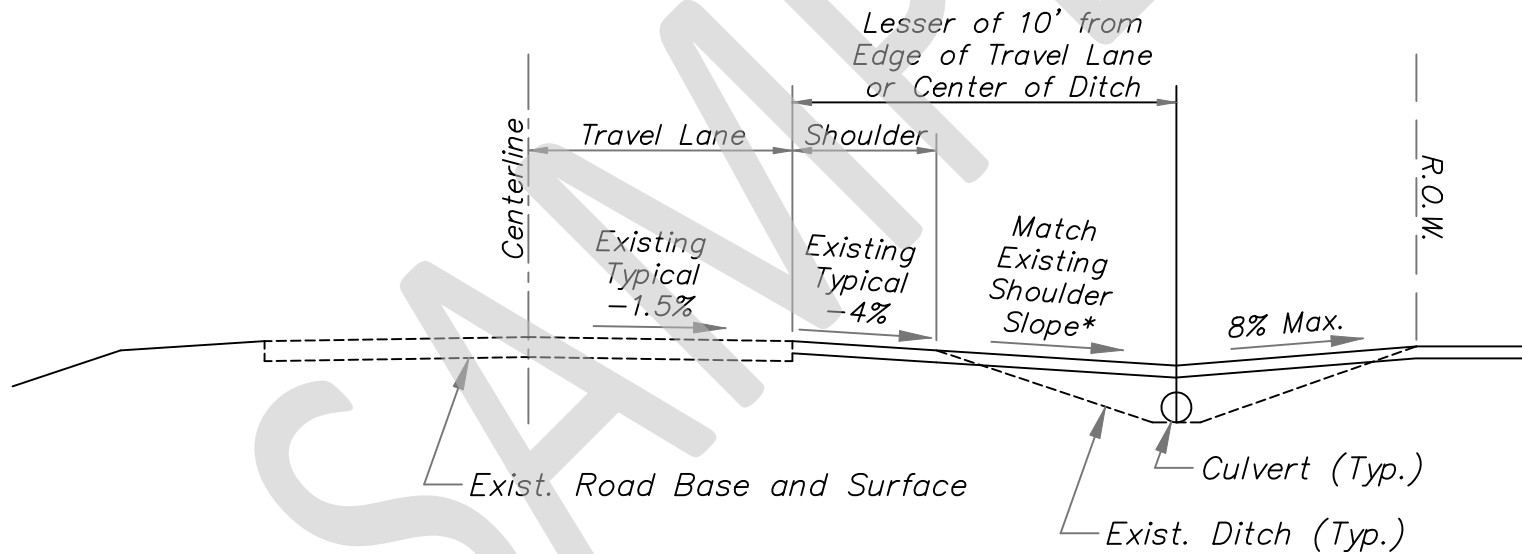 Lesser of 10' from
Edge of Travel Lane
or Center of Ditch
Centerline
Travel Lane
Shoulder
R.O.W.
Existing
Typical
-1.5%
Existing
Typical
-4%
Match
Existing
Shoulder
Slope*
8% Max.
Exist. Road Base and Surface
Culvert (Typ.)
Exist. Ditch (Typ.)
SAMPLE